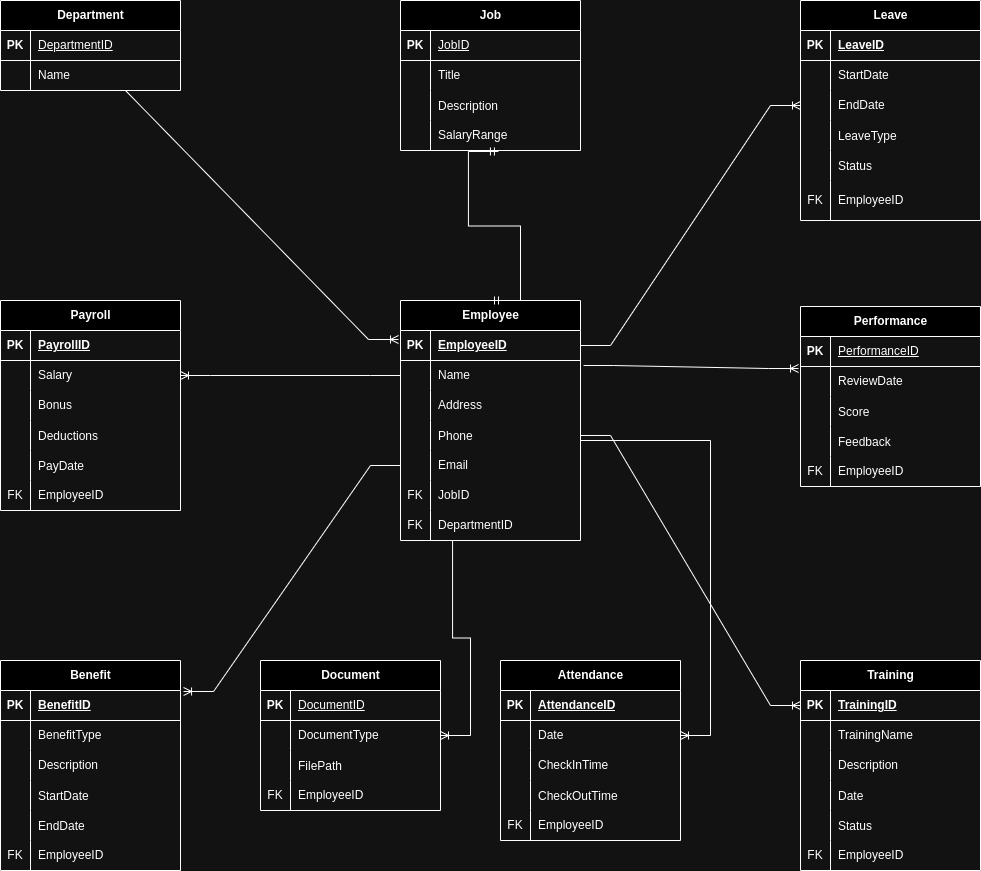 Department
PK DepartmentID
Name
Job
PK JobID
Title
Description
SalaryRange
Leave
PK LeaveID
StartDate
EndDate
LeaveType
Status
FK EmployeeID
Payroll
PK PayrollID
Salary
Bonus
Deductions
PayDate
FK EmployeeID
Employee
PK EmployeeID
Name
Address
Phone
Email
FK JobID
FK DepartmentID
Performance
PK PerformanceID
ReviewDate
Score
Feedback
FK EmployeeID
Benefit
PK BenefitID
BenefitType
Description
StartDate
EndDate
FK EmployeeID
Document
PK DocumentID
DocumentType
FilePath
FK EmployeeID
Attendance
PK AttendanceID
Date
CheckInTime
CheckOutTime
FK EmployeeID
Training
PK TrainingID
TrainingName
Description
Date
Status
FK EmployeeID